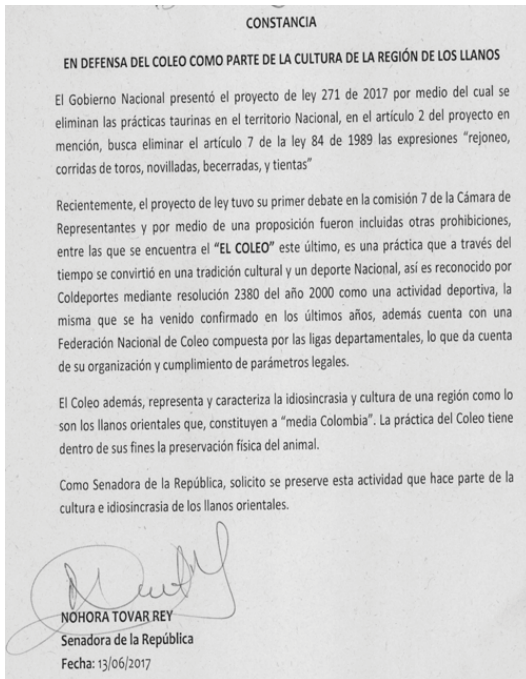 CONSTANCIA
EN DEFENSA DEL COLEO COMO PARTE DE LA CULTURA DE LA REGIÓN DE LOS LLANOS
El Gobierno Nacional presentó el proyecto de ley 271 de 2017 por medio del cual se
eliminan las prácticas taurinas en el territorio Nacional, en el artículo 2 del proyecto en
mención, busca eliminar el artículo 7 de la ley 84 de 1989 las expresiones “rejoneo,
corridas de toros, novilladas, becerradas, y tientas”
Recientemente, el proyecto de ley tuvo su primer debate en la comisión 7 de la Cámara de
Representantes y por medio de una proposición fueron incluidas otras prohibiciones,
entre las que se encuentra el “EL COLEO” este último, es una práctica que a través del
tiempo se convirtió en una tradición cultural y un deporte Nacional, así es reconocido por
Coldeportes mediante resolución 2380 del año 2000 como una actividad deportiva, la
misma que se ha venido confirmado en los últimos años, además cuenta con una
Federación Nacional de Coleo compuesta por las ligas departamentales, lo que da cuenta
de su organización y cumplimiento de parámetros legales.
El Coleo además, representa y caracteriza la idiosincrasia y cultura de una región como lo
son los llanos orientales que, constituyen a “media Colombia”. La práctica del Coleo tiene
dentro de sus fines la preservación física del animal.
Como Senadora de la República, solicito se preserve esta actividad que hace parte de la
cultura e idiosincrasia de los llanos orientales.
NOHORA TOVAR REY
Senadora de la República
Fecha: 13/06/2017